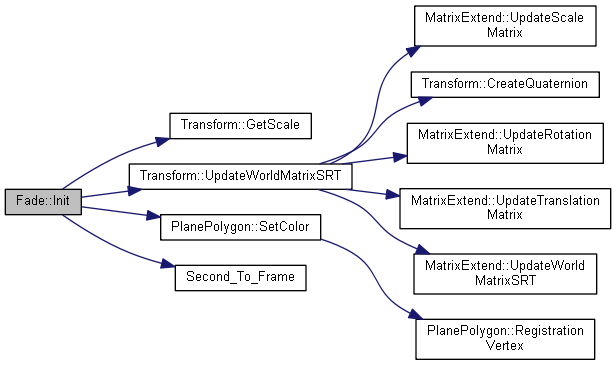 Fade::Init
Transform::GetScale
Transform::UpdateWorldMatrixSRT
PlanePolygon::SetColor
Second_To_Frame
MatrixExtend::UpdateScale
Matrix
Transform::CreateQuaternion
MatrixExtend::UpdateRotation
Matrix
MatrixExtend::UpdateTranslation
Matrix
MatrixExtend::UpdateWorld
MatrixSRT
PlanePolygon::Registration
Vertex